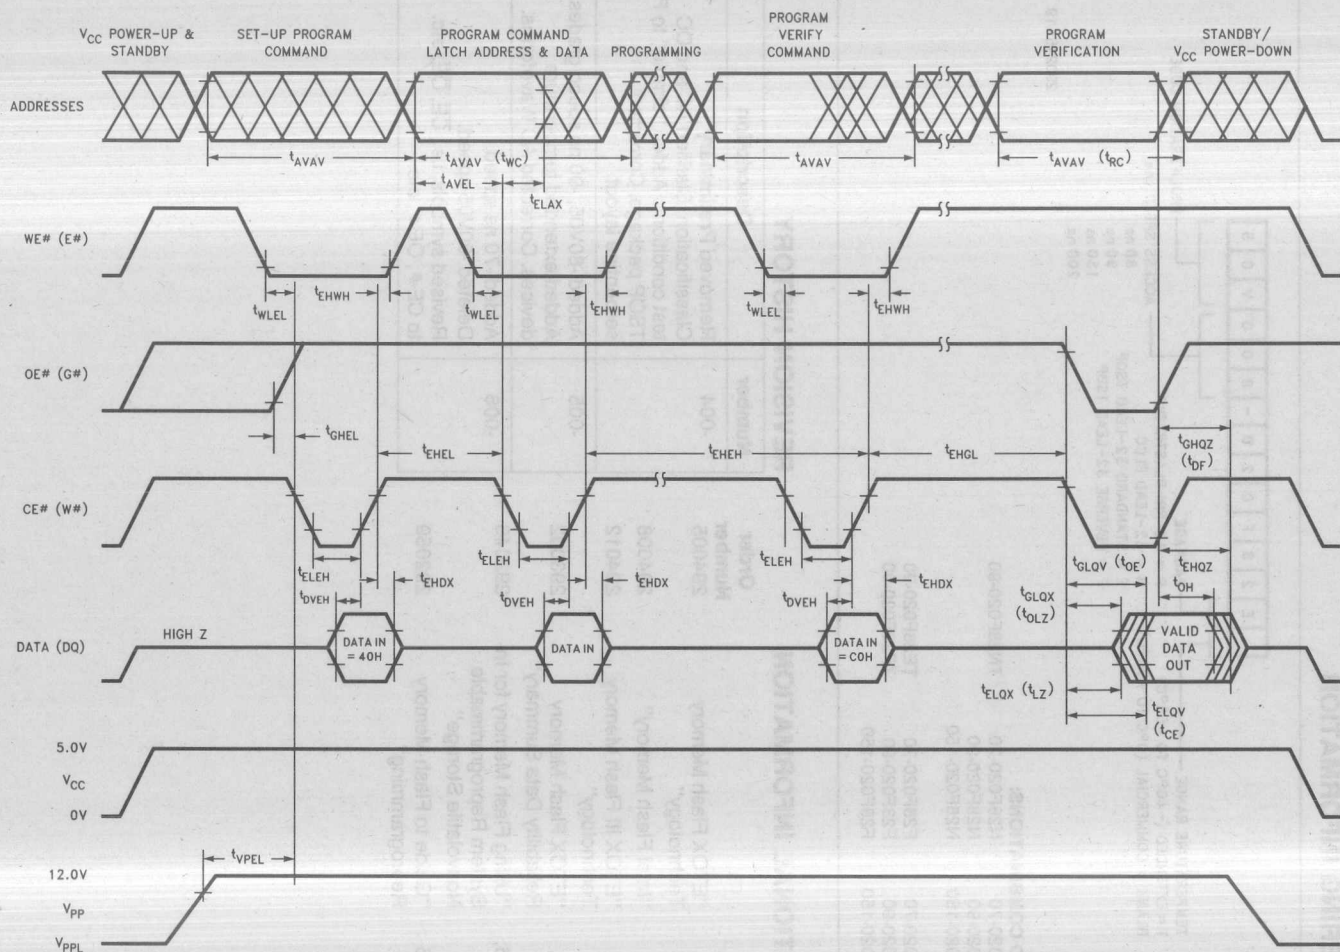 V_CC POWER-UP & STANDBY
SET-UP PROGRAM COMMAND
PROGRAM COMMAND LATCH ADDRESS & DATA
PROGRAMMING
PROGRAM VERIFY COMMAND
PROGRAM VERIFICATION
STANDBY/ V_CC POWER-DOWN
ADDRESSES
t_AVAV
t_AVAV (t_WC)
t_AVAV
t_AVAV (t_RC)
t_AVEL
t_ELAX
WE# (E#)
t_WLEL
t_EHWH
t_WLEL
t_EHWH
t_WLEL
t_EHWH
OE# (G#)
t_GHEL
t_EHEL
t_EHEH
t_EHGL
t_GHQZ (t_DF)
CE# (W#)
t_ELEH
t_EHDX
t_ELEH
t_EHDX
t_ELEH
t_EHDX
t_GLQV (t_OE)
t_EHQZ
t_DVEH
t_DVEH
t_DVEH
t_GLQX (t_OLZ)
t_OH
DATA (DQ)
HIGH Z
DATA IN = 40H
DATA IN
DATA IN = C0H
VALID DATA OUT
t_ELQX (t_LZ)
t_ELQV (t_CE)
5.0V
V_CC
0V
t_VPEL
12.0V
V_PP
V_PPL